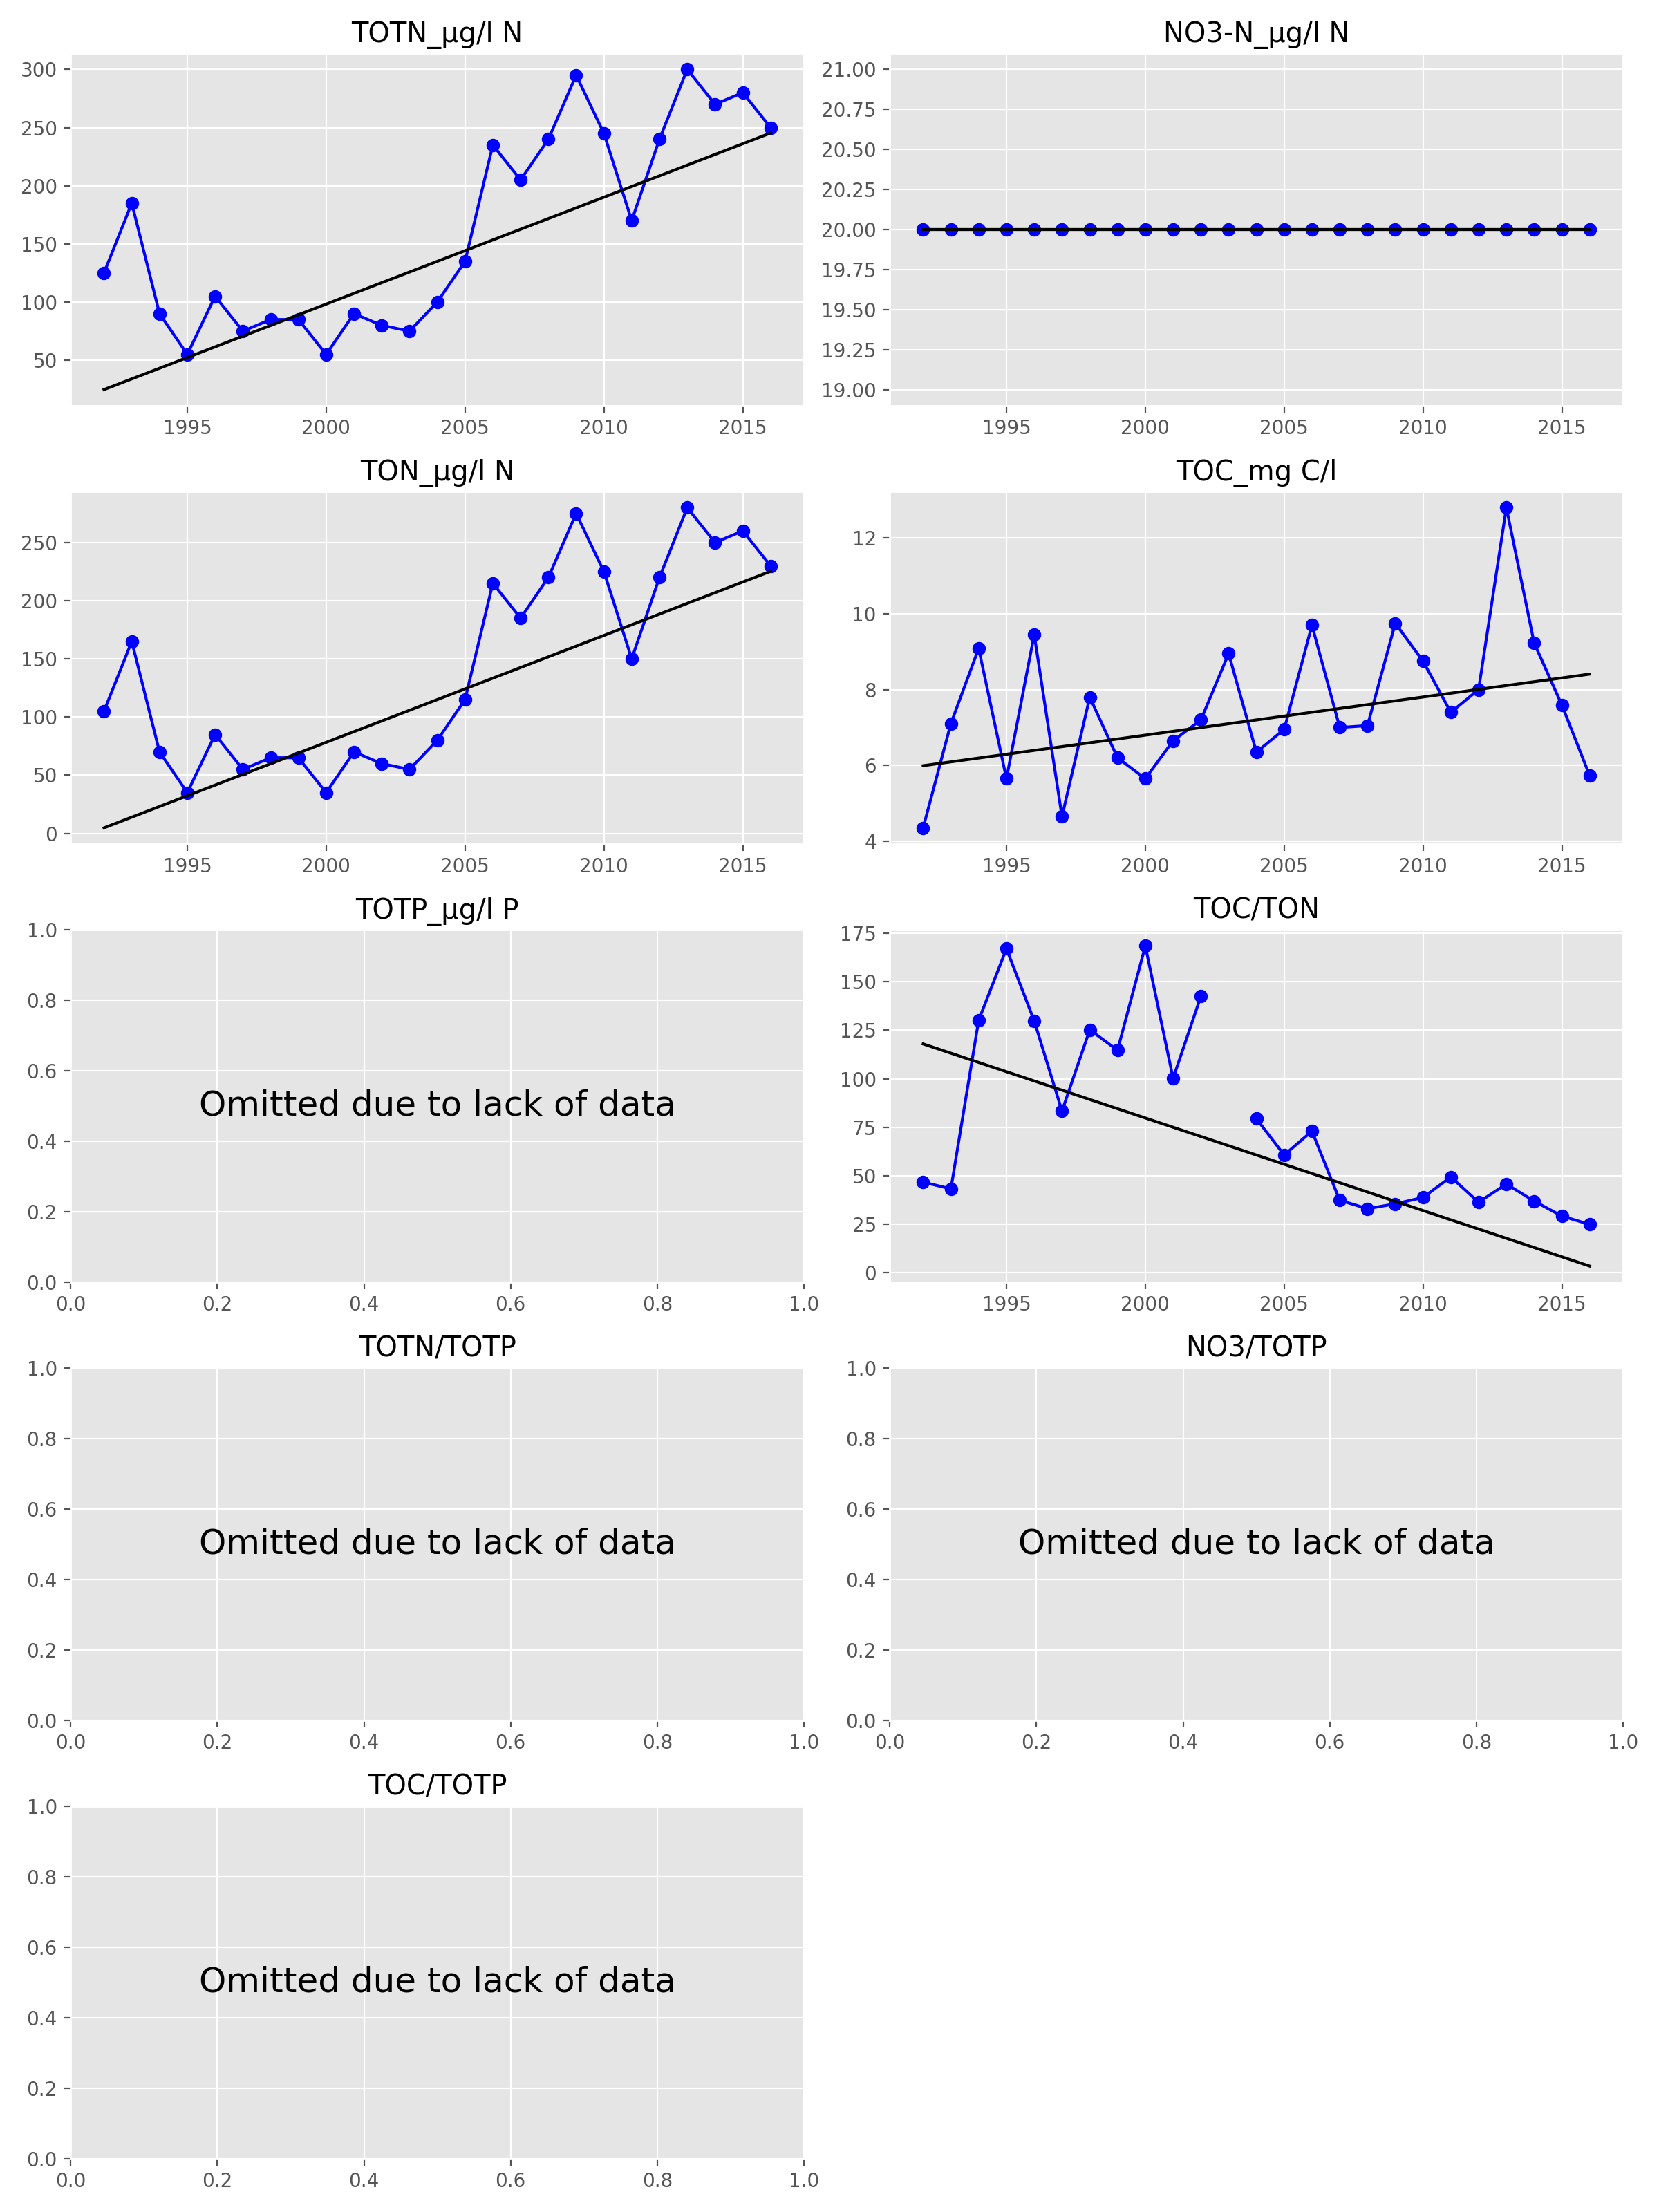 TOTN_µg/l N
300
250
200
150
100
50
1995 2000 2005 2010 2015
NO3-N_µg/l N
21.00
20.75
20.50
20.25
20.00
19.75
19.50
19.25
19.00
1995 2000 2005 2010 2015
TON_µg/l N
250
200
150
100
50
0
1995 2000 2005 2010 2015
TOC_mg C/l
12
10
8
6
4
1995 2000 2005 2010 2015
TOTP_µg/l P
1.0
0.8
0.6
Omitted due to lack of data
0.4
0.2
0.0
0.0 0.2 0.4 0.6 0.8 1.0
TOC/TON
175
150
125
100
75
50
25
0
1995 2000 2005 2010 2015
TOTN/TOTP
1.0
0.8
0.6
Omitted due to lack of data
0.4
0.2
0.0
0.0 0.2 0.4 0.6 0.8 1.0
NO3/TOTP
1.0
0.8
0.6
Omitted due to lack of data
0.4
0.2
0.0
0.0 0.2 0.4 0.6 0.8 1.0
TOC/TOTP
1.0
0.8
0.6
Omitted due to lack of data
0.4
0.2
0.0
0.0 0.2 0.4 0.6 0.8 1.0